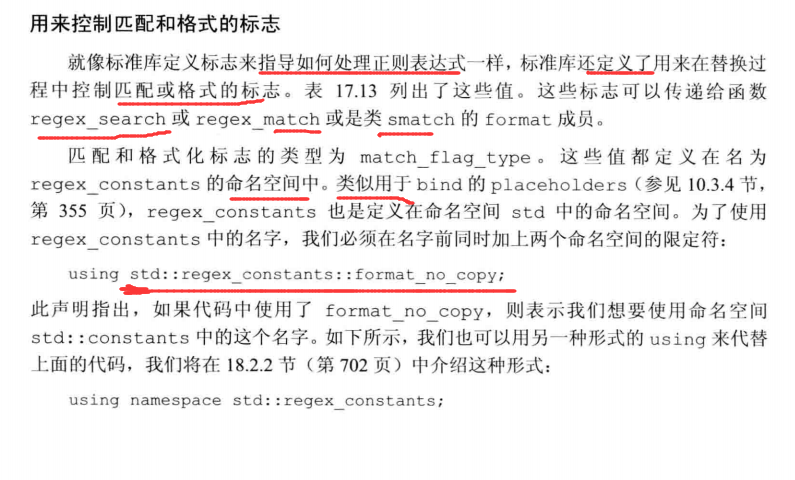 用来控制匹配和格式的标志
就像标准库定义标志来指导如何处理正则表达式一样，标准库还定义了用来在替换过
程中控制匹配或格式的标志。表 17.13 列出了这些值。这些标志可以传递给函数
regex_search 或 regex_match 或是类 smatch 的 format 成员。
匹配和格式化标志的类型为 match_flag_type。这些值都定义在名为
regex_constants 的命名空间中。类似用于 bind 的 placeholders（参见 10.3.4 节，
第 355 页），regex_constants 也是定义在命名空间 std 中的命名空间。为了使用
regex_constants 中的名字，我们必须在名字前同时加上两个命名空间的限定符：
using std::regex_constants::format_no_copy;
此声明指出，如果代码中使用了 format_no_copy，则表示我们想要使用命名空间
std::constants 中的这个名字。如下所示，我们也可以用另一种形式的 using 来代替
上面的代码，我们将在 18.2.2 节（第 702 页）中介绍这种形式：
using namespace std::regex_constants;